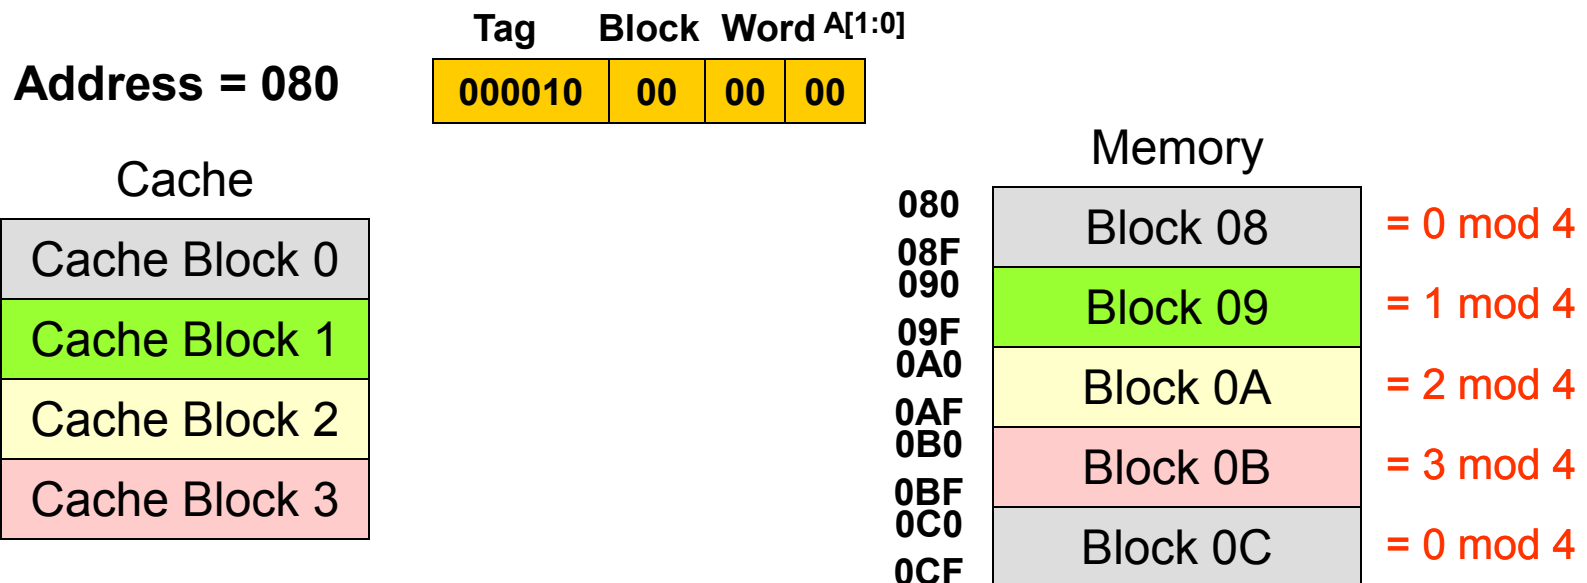 Tag Block Word A[1:0]
Address = 080 000010 00 00 00
Cache
Cache Block 0
Cache Block 1
Cache Block 2
Cache Block 3
Memory
080 Block 08 = 0 mod 4
08F
090 Block 09 = 1 mod 4
09F
0A0 Block 0A = 2 mod 4
0AF
0B0 Block 0B = 3 mod 4
0BF
0C0 Block 0C = 0 mod 4
0CF